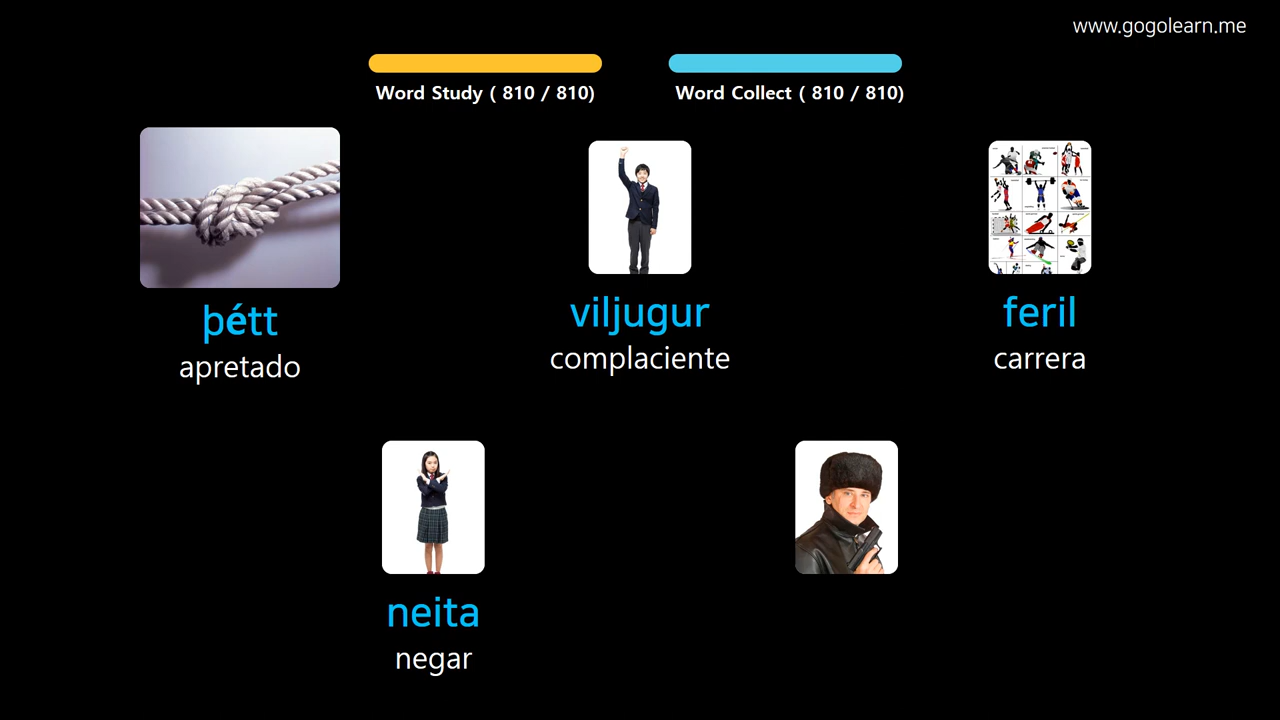 www.gogolearn.me
Word Study ( 810 / 810)
Word Collect ( 810 / 810)
þétt
apretado
viljugur
complaciente
feril
carrera
neita
negar